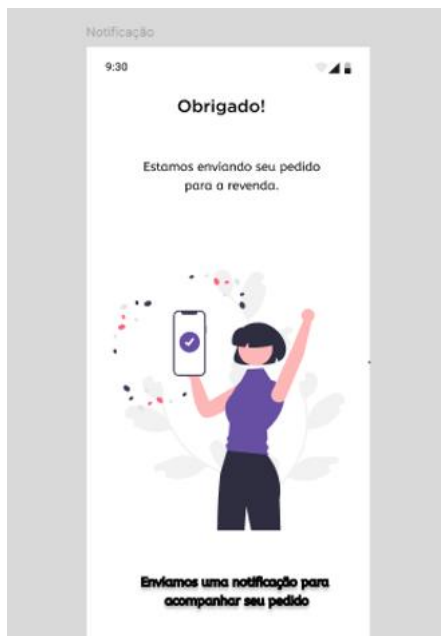 Notificação
9:30
Obrigado!
Estamos enviando seu pedido
para a revenda.
Enviamos uma notificação para
acompanhar seu pedido